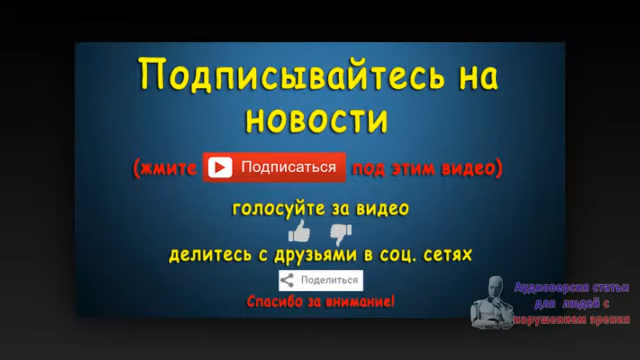 Подписывайтесь на
новости
(жмите Подписаться под этим видео)
голосуйте за видео
делитесь с друзьями в соц. сетях
Поделиться
Спасибо за внимание!
Аудиоверсия статьи
для людей с
нарушением зрения